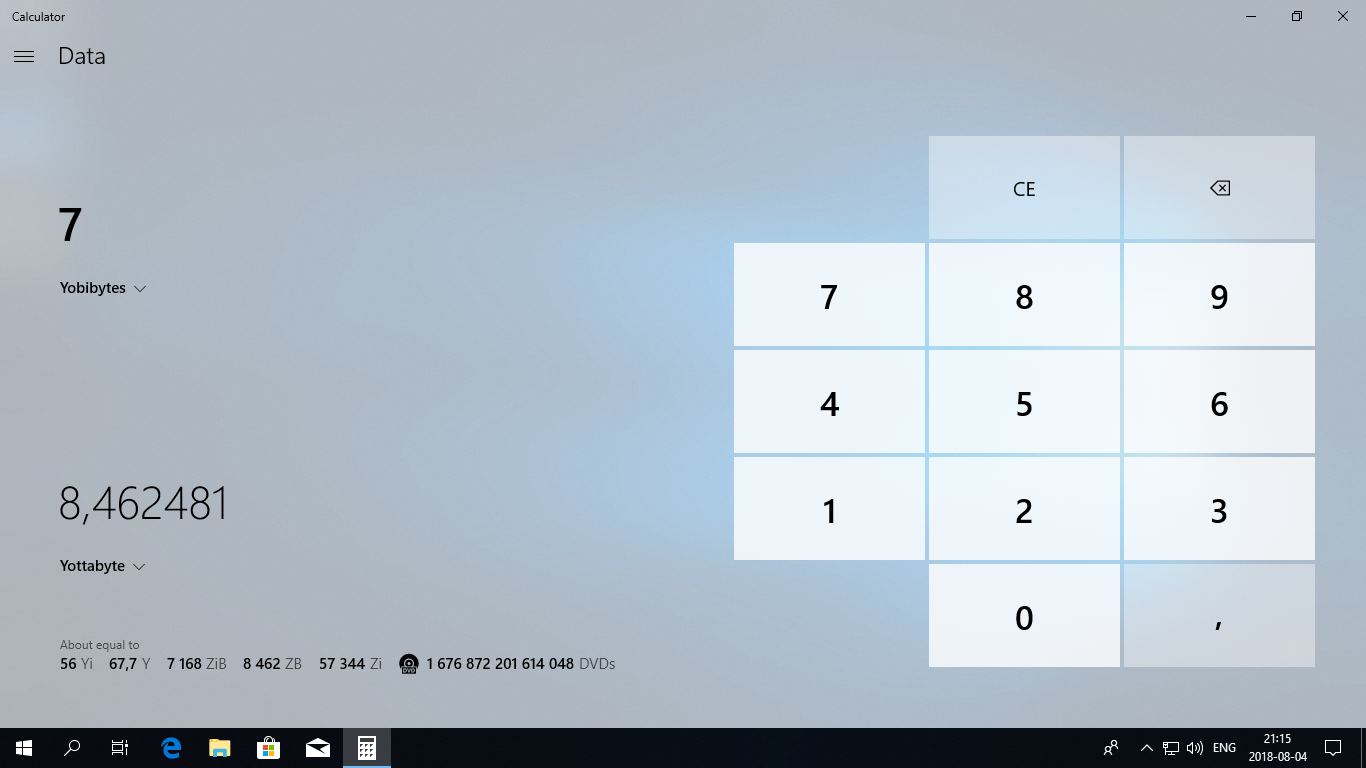 Calculator
Data
7
Yobibytes
8,462481
Yottabyte
About equal to
56 Yi 67,7 Y 7 168 ZiB 8 462 ZB 57 344 Zi DVD 1 676 872 201 614 048 DVDs
CE
7 8 9
4 5 6
1 2 3
0 ,
ENG
21:15
2018-08-04